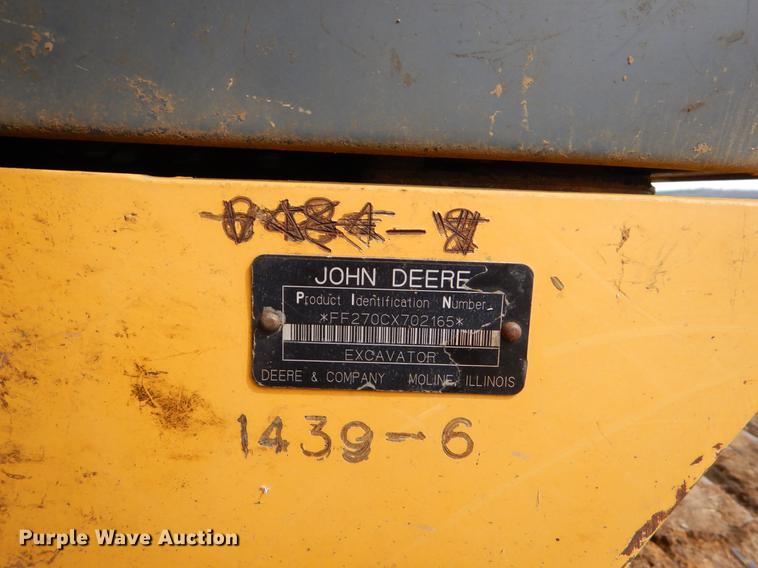 JOHN DEERE
Product Identification Number
*FF270CX702165*
EXCAVATOR
DEERE & COMPANY MOLINE, ILLINOIS
1439-6
Purple Wave Auction